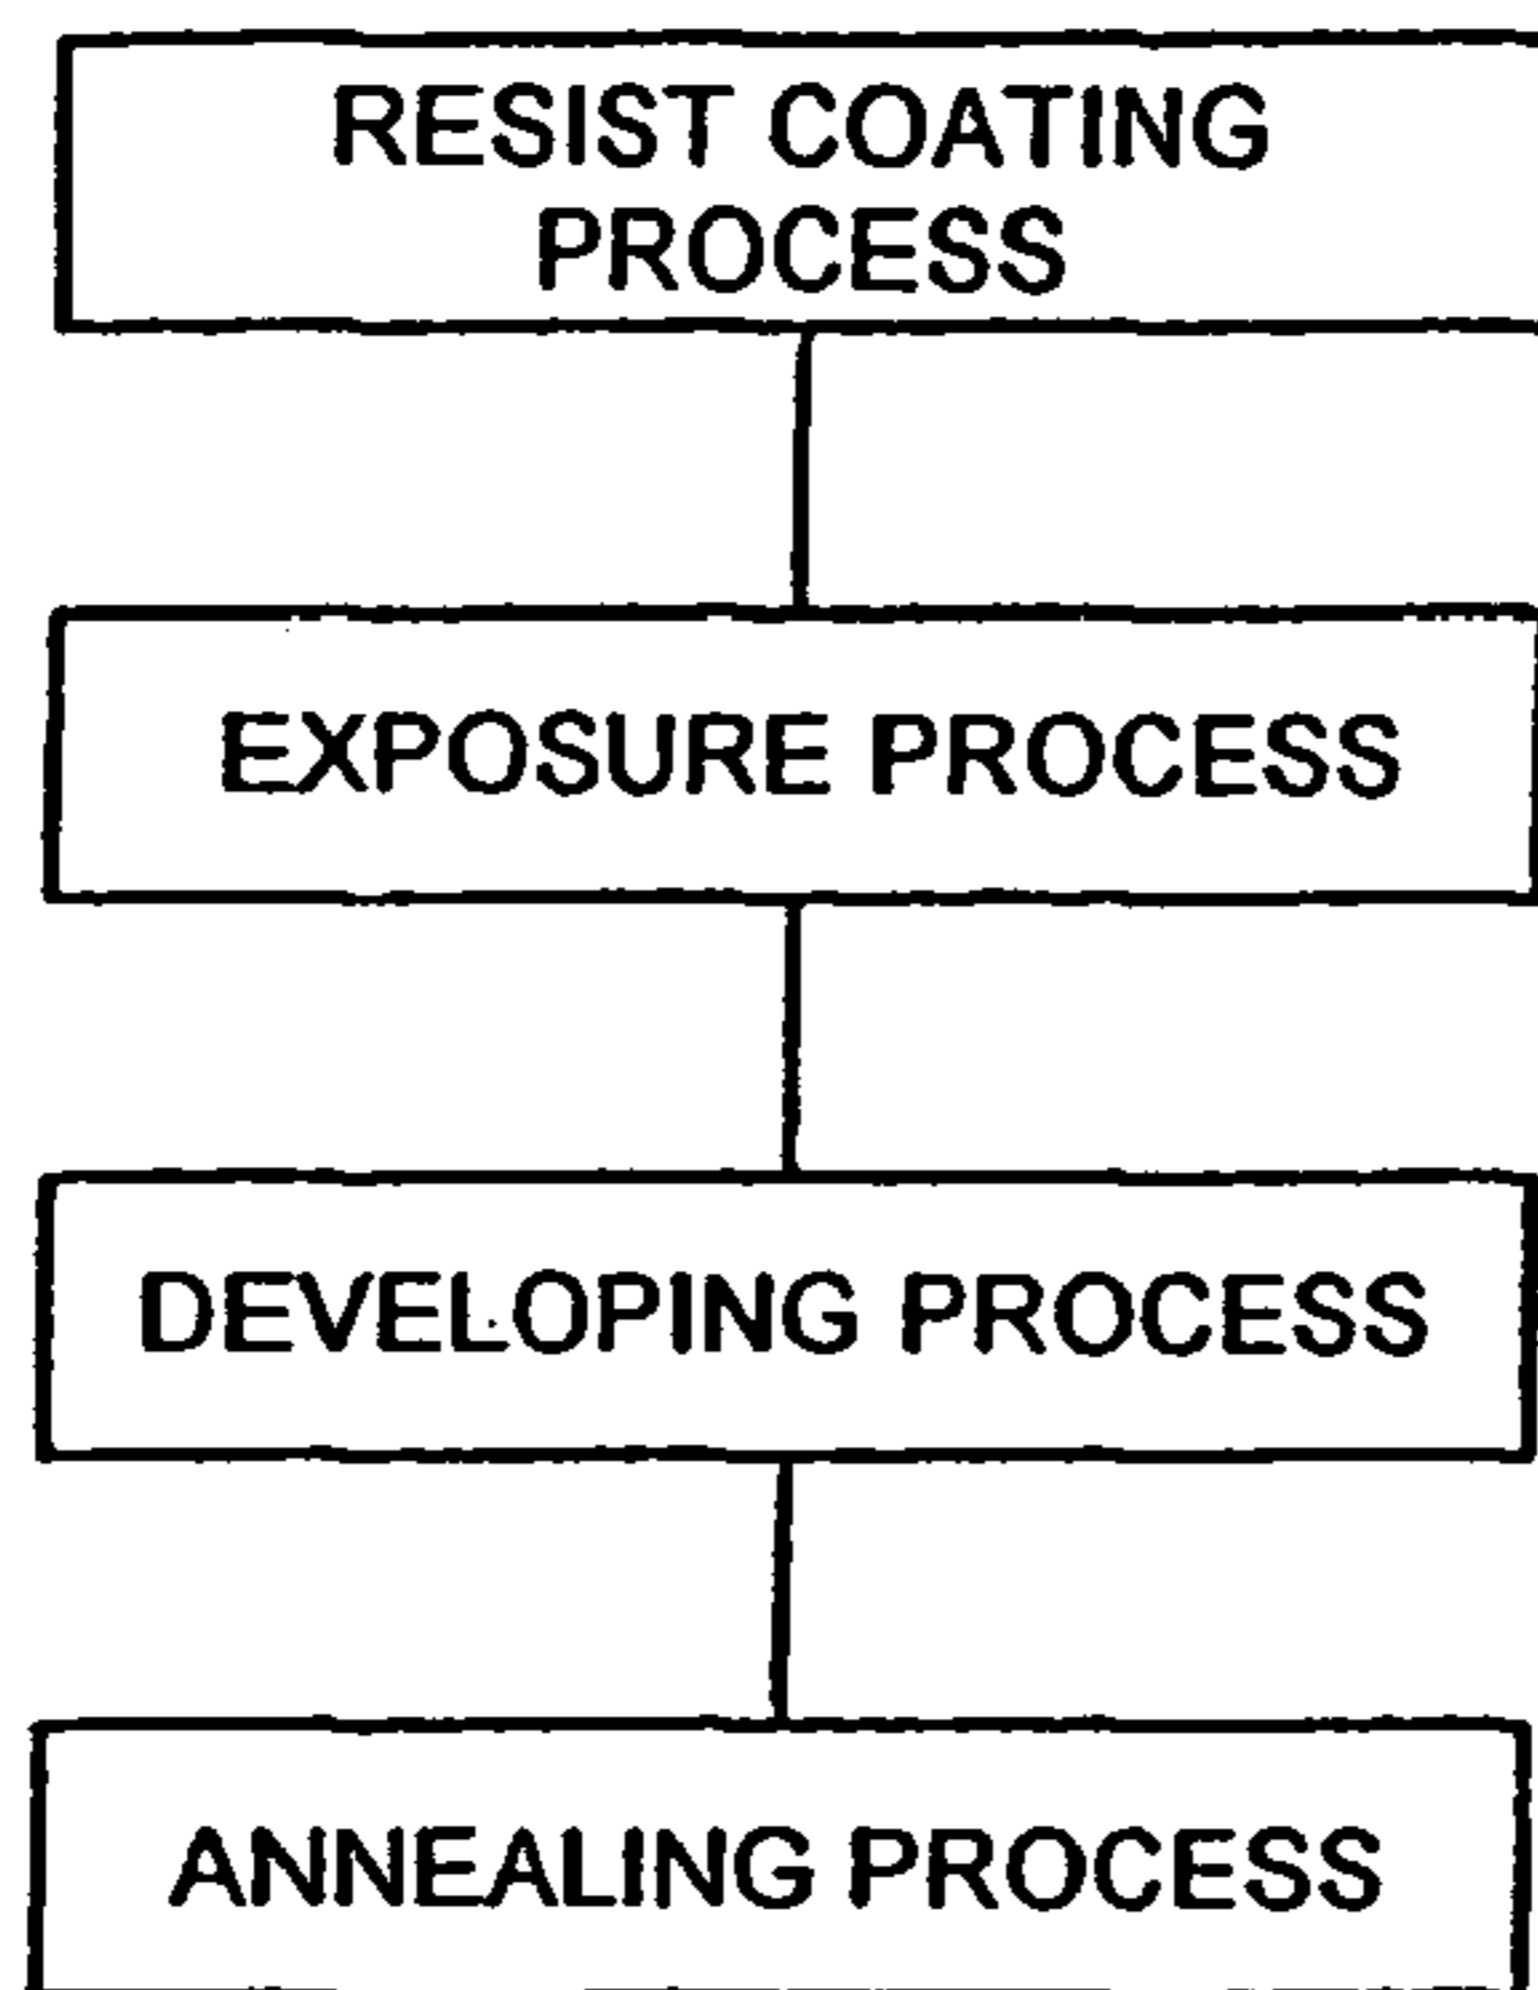 RESIST COATING
PROCESS
EXPOSURE PROCESS
DEVELOPING PROCESS
ANNEALING PROCESS